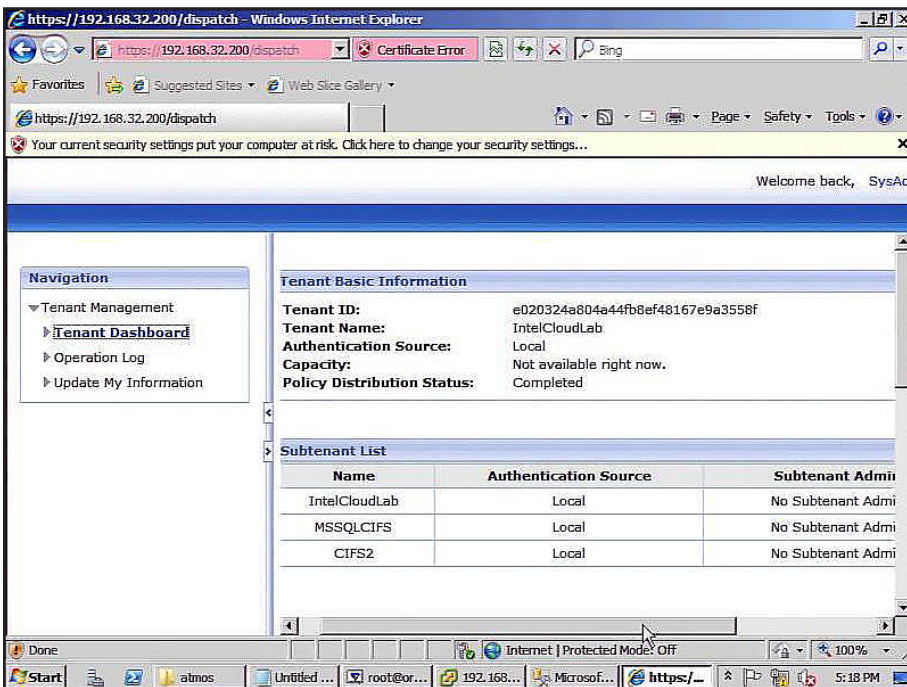 https://192.168.32.200/dispatch - Windows Internet Explorer
https://192.168.32.200/dispatch Certificate Error Bing
Favorites Suggested Sites Web Slice Gallery
https://192.168.32.200/dispatch Page Safety Tools
Your current security settings put your computer at risk. Click here to change your security settings...
Welcome back, SysAd
Navigation
Tenant Management
Tenant Dashboard
Operation Log
Update My Information
Tenant Basic Information
Tenant ID: e020324a804a44fb8ef48167e9a3558f
Tenant Name: IntelCloudLab
Authentication Source: Local
Capacity: Not available right now.
Policy Distribution Status: Completed
Subtenant List
Name Authentication Source Subtenant Admin
IntelCloudLab Local No Subtenant Admi
MSSQLCIFS Local No Subtenant Admi
CIFS2 Local No Subtenant Admi
Done Internet | Protected Mode: Off 100%
Start atmos Untitled ... root@or... 192.168... Microsof... https:/... 5:18 PM